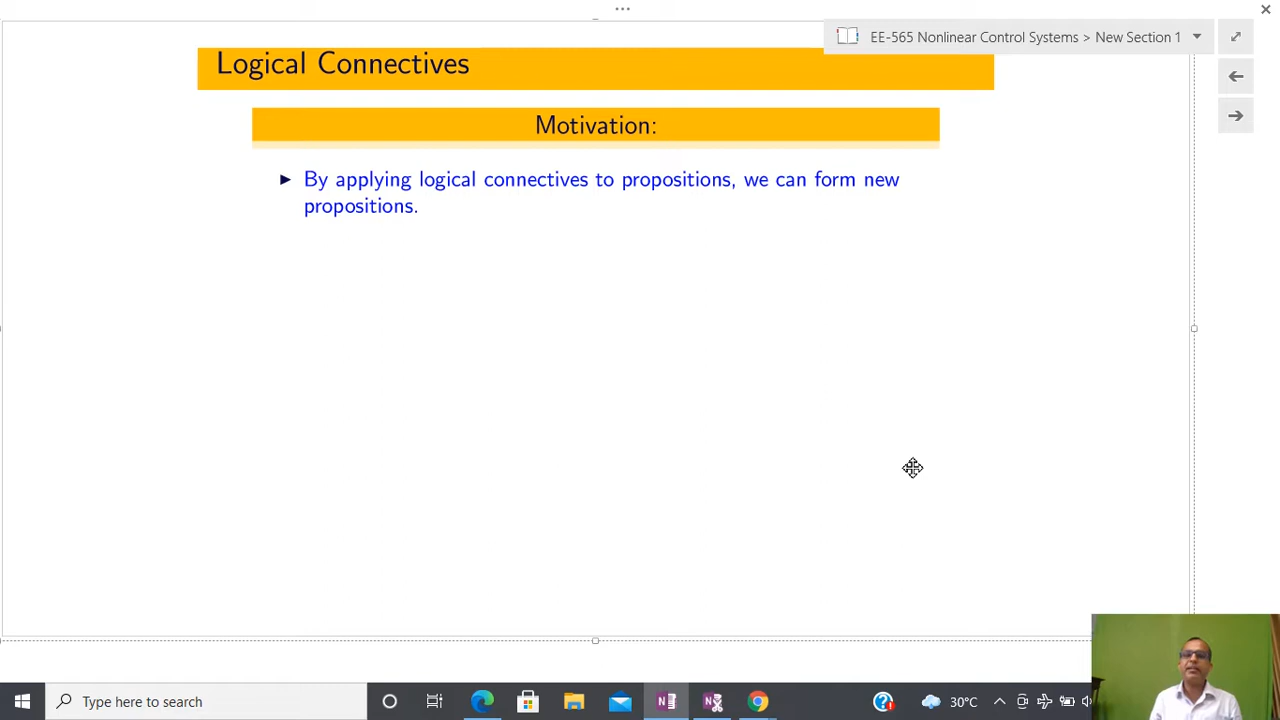 EE-565 Nonlinear Control Systems > New Section 1
Logical Connectives
Motivation:
By applying logical connectives to propositions, we can form new
propositions.
Type here to search
30°C